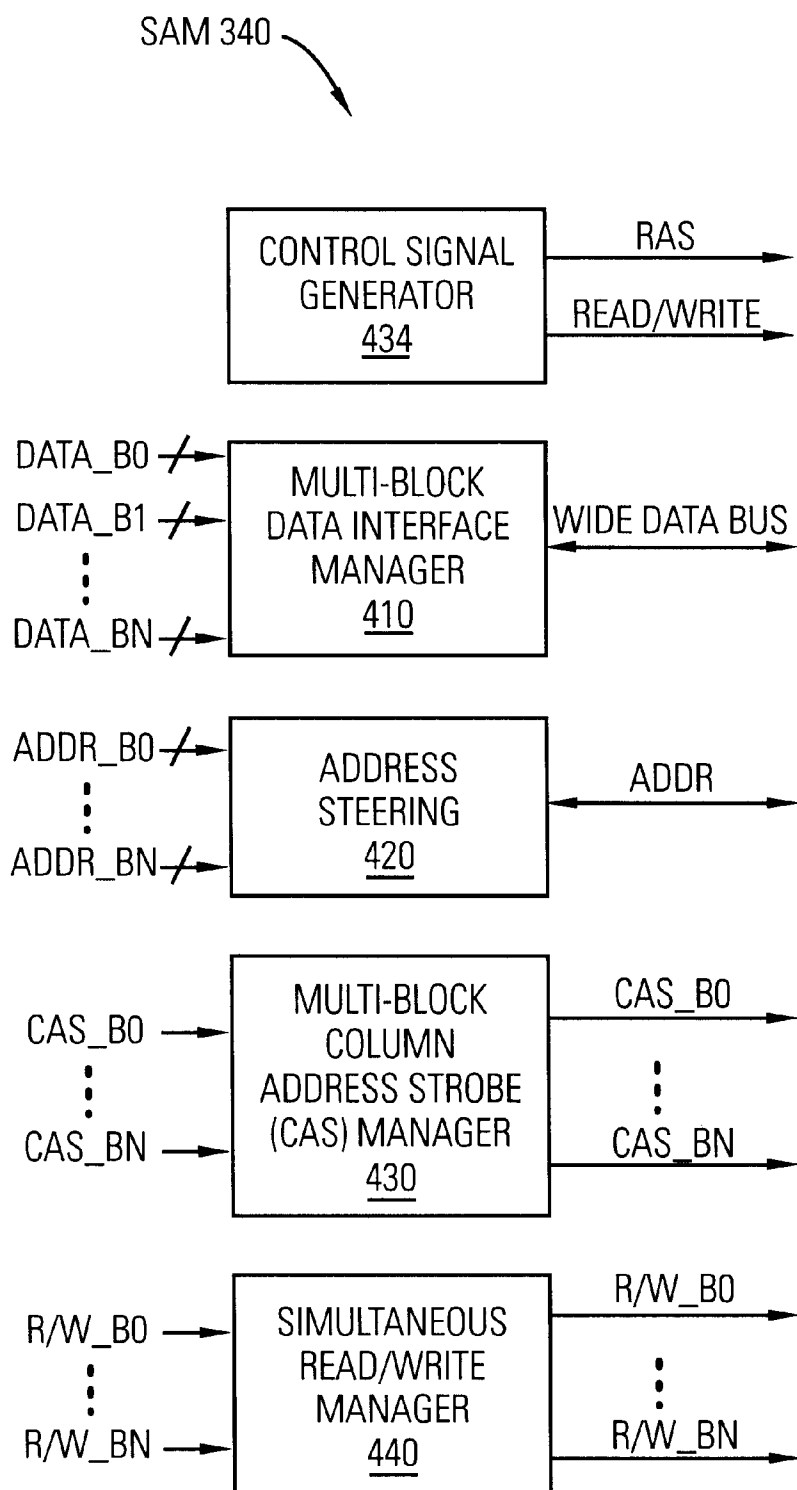 SAM 340
CONTROL SIGNAL
GENERATOR
434
RAS
READ/WRITE
DATA_B0
DATA_B1
DATA_BN
MULTI-BLOCK
DATA INTERFACE
MANAGER
410
WIDE DATA BUS
ADDR_B0
ADDR_BN
ADDRESS
STEERING
420
ADDR
CAS_B0
CAS_BN
MULTI-BLOCK
COLUMN
ADDRESS STROBE
(CAS) MANAGER
430
CAS_B0
CAS_BN
R/W_B0
R/W_BN
SIMULTANEOUS
READ/WRITE
MANAGER
440
R/W_B0
R/W_BN